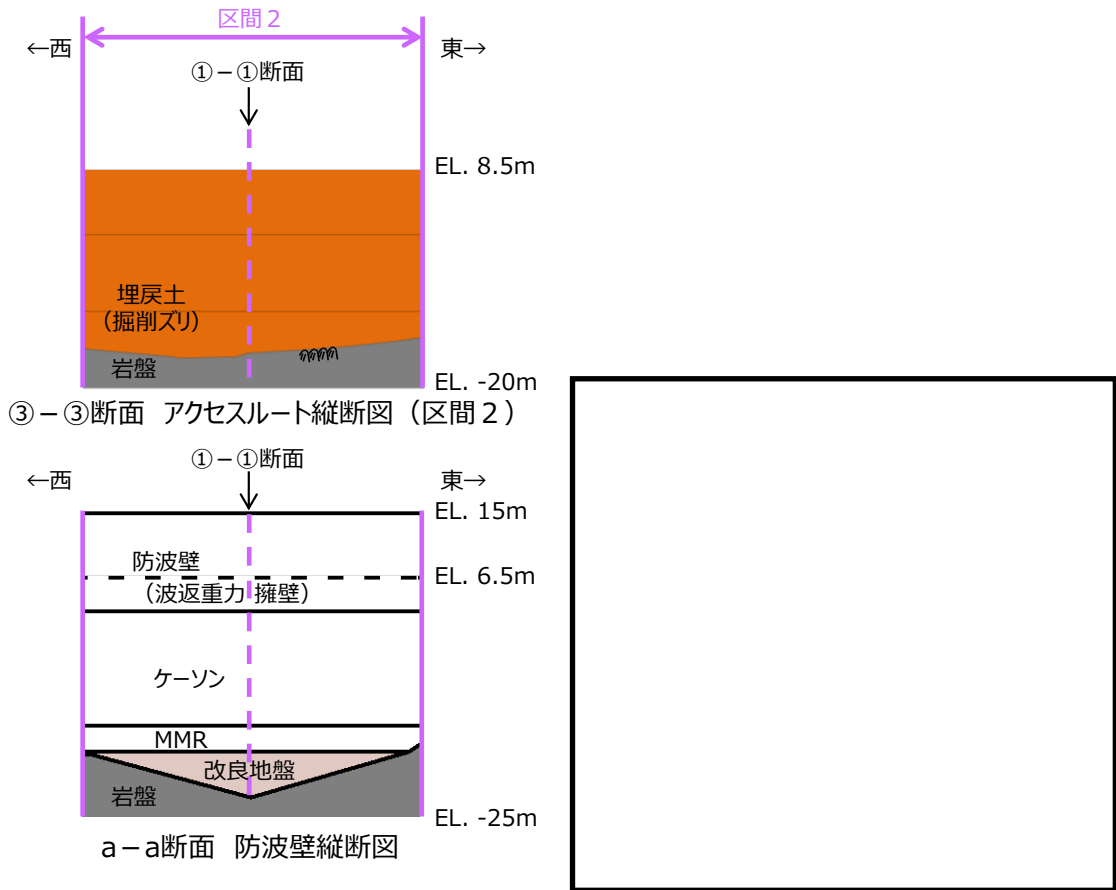 区間２
←西
東→
①－①断面
EL. 8.5m
埋戻土
(掘削ズリ)
岩盤
EL. -20m
③－③断面 アクセスルート縦断図（区間２）
①－①断面
←西
東→
EL. 15m
防波壁
EL. 6.5m
（波返重力 擁壁）
ケーソン
MMR
改良地盤
岩盤
EL. -25m
a－a断面 防波壁縦断図